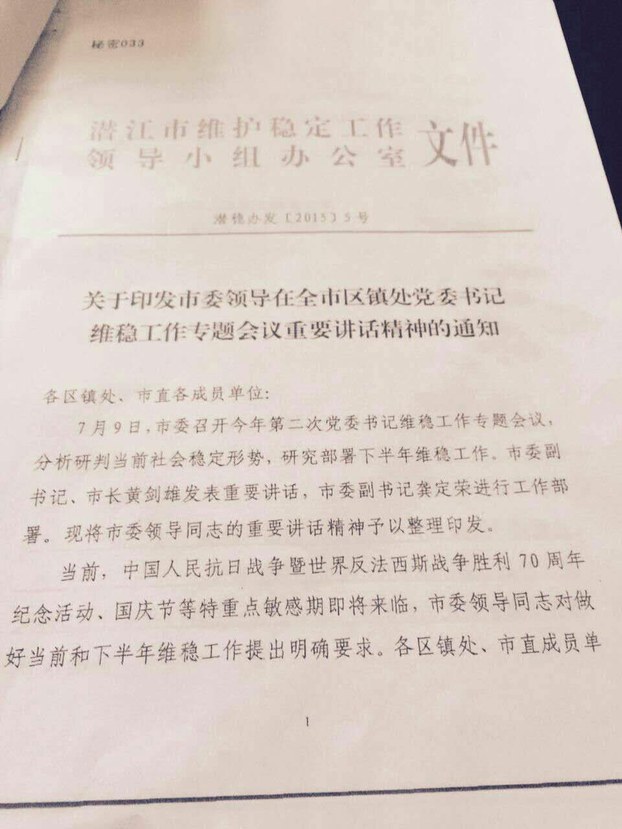 秘密033
潜江市维护稳定工作
领导小组办公室 文件
潜稳办发〔2015〕5号
关于印发市委领导在全市区镇处党委书记
维稳工作专题会议重要讲话精神的通知
各区镇处、市直各成员单位:
7月9日,市委召开今年第二次党委书记维稳工作专题会议,
分析研判当前社会稳定形势,研究部署下半年维稳工作。市委副
书记、市长黄剑雄发表重要讲话,市委副书记龚定荣进行工作部
署。现将市委领导同志的重要讲话精神予以整理印发。
当前,中国人民抗日战争暨世界反法西斯战争胜利70周年
纪念活动、国庆节等特重点敏感期即将来临,市委领导同志对做
好当前和下半年维稳工作提出明确要求。各区镇处、市直成员单
1